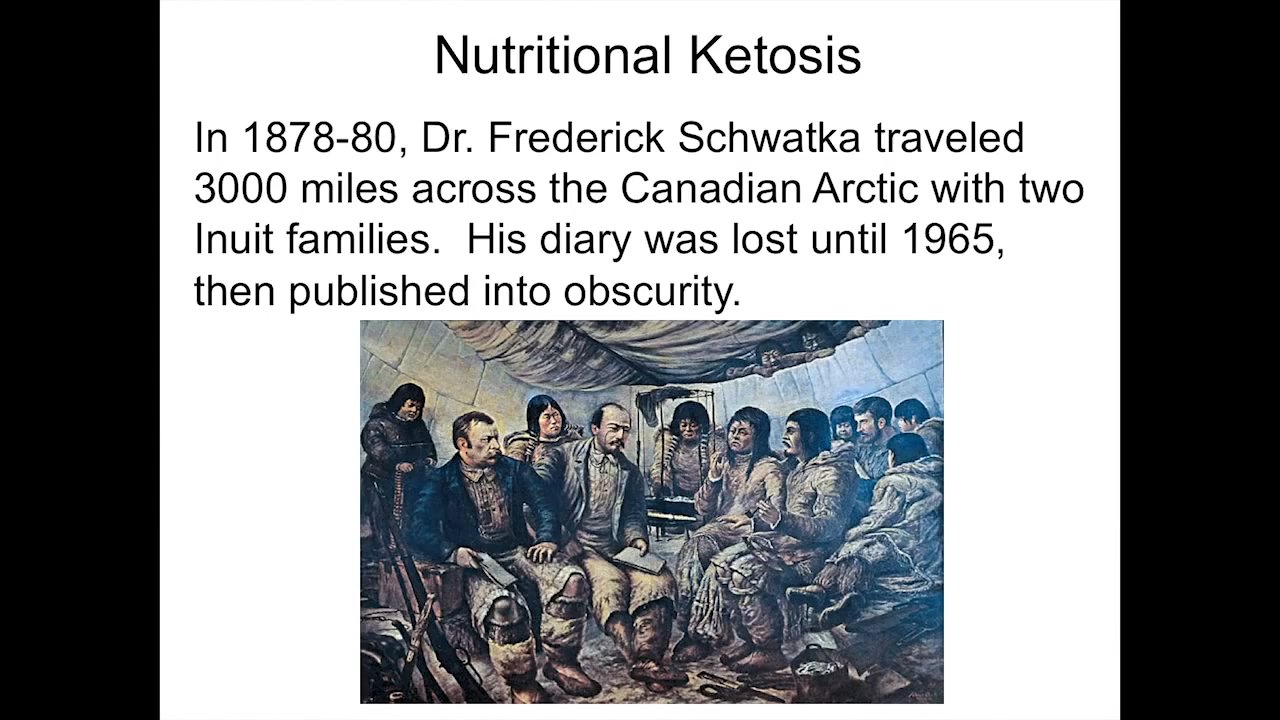 Nutritional Ketosis
In 1878-80, Dr. Frederick Schwatka traveled
3000 miles across the Canadian Arctic with two
Inuit families.  His diary was lost until 1965,
then published into obscurity.